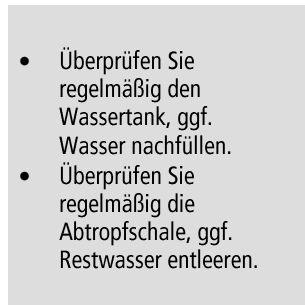 • Überprüfen Sie
regelmäßig den
Wassertank, ggf.
Wasser nachfüllen.
• Überprüfen Sie
regelmäßig die
Abtropfschale, ggf.
Restwasser entleeren.